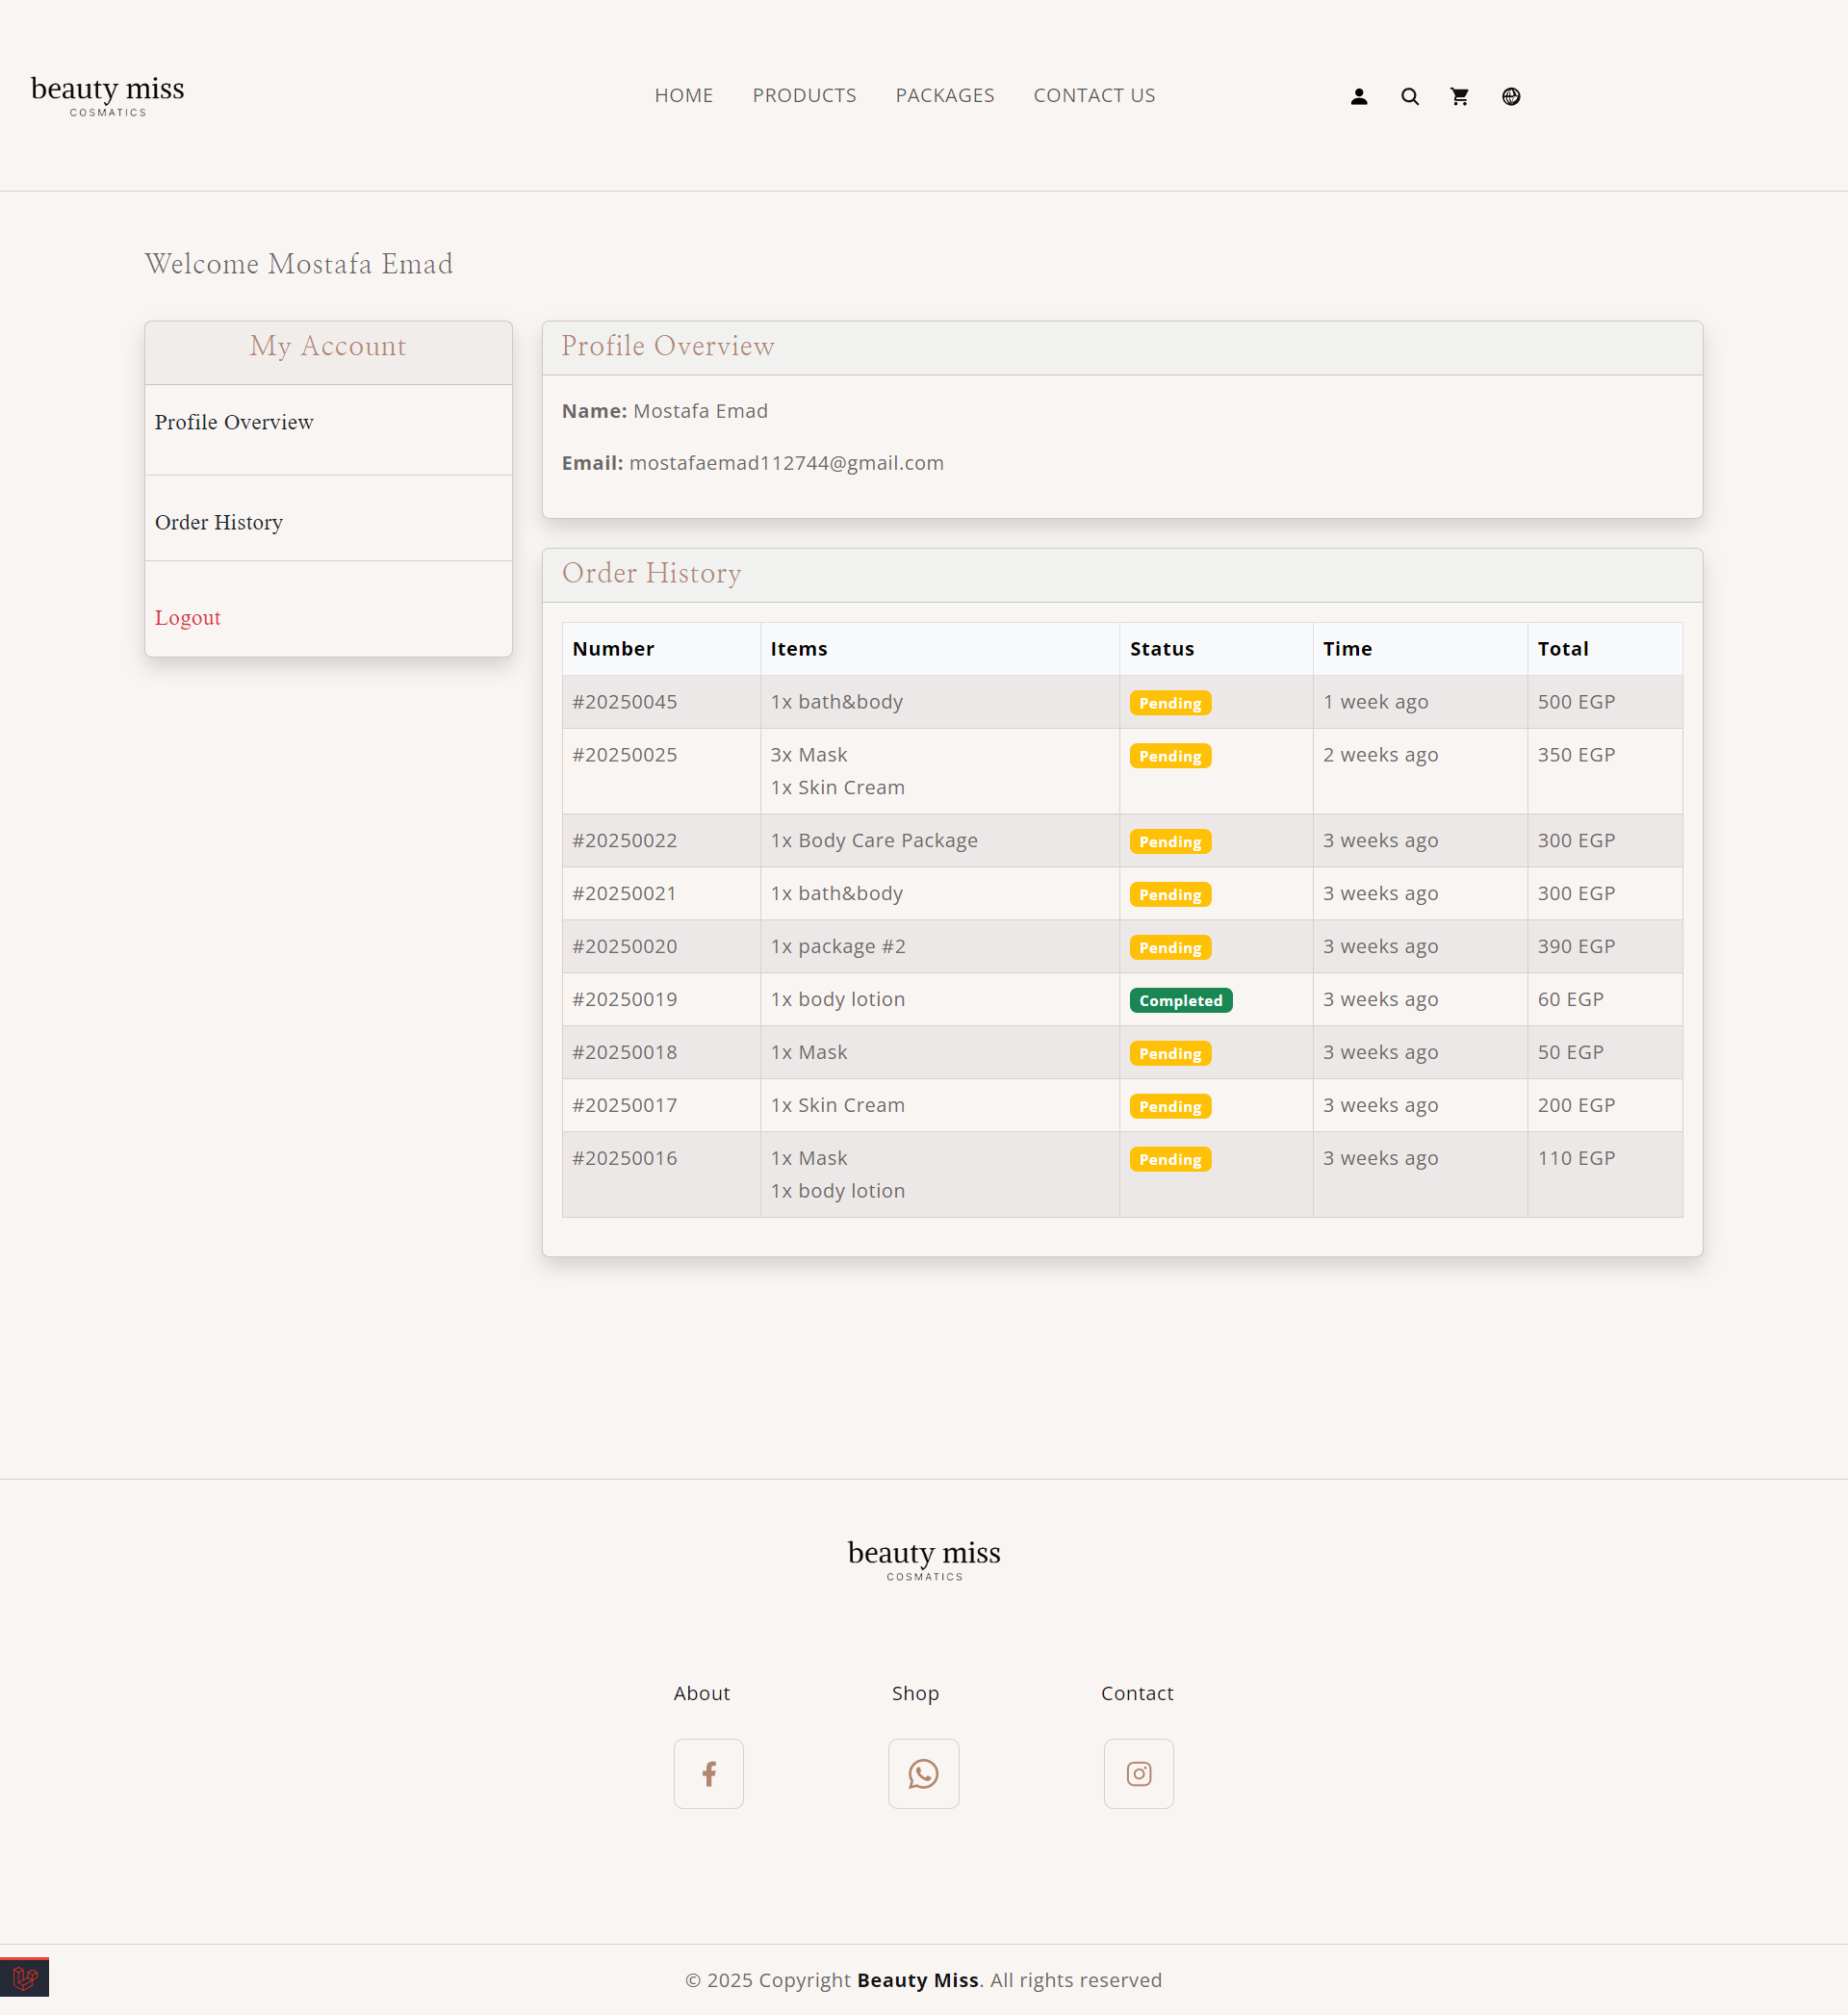 beauty miss
COSMATICS
HOME PRODUCTS PACKAGES CONTACT US
Welcome Mostafa Emad
My Account
Profile Overview
Order History
Logout
Profile Overview
Name: Mostafa Emad
Email: mostafaemad112744@gmail.com
Order History
Number Items Status Time Total
#20250045 1x bath&body Pending 1 week ago 500 EGP
#20250025 3x Mask Pending 2 weeks ago 350 EGP
1x Skin Cream
#20250022 1x Body Care Package Pending 3 weeks ago 300 EGP
#20250021 1x bath&body Pending 3 weeks ago 300 EGP
#20250020 1x package #2 Pending 3 weeks ago 390 EGP
#20250019 1x body lotion Completed 3 weeks ago 60 EGP
#20250018 1x Mask Pending 3 weeks ago 50 EGP
#20250017 1x Skin Cream Pending 3 weeks ago 200 EGP
#20250016 1x Mask Pending 3 weeks ago 110 EGP
1x body lotion
beauty miss
COSMATICS
About Shop Contact
© 2025 Copyright Beauty Miss. All rights reserved